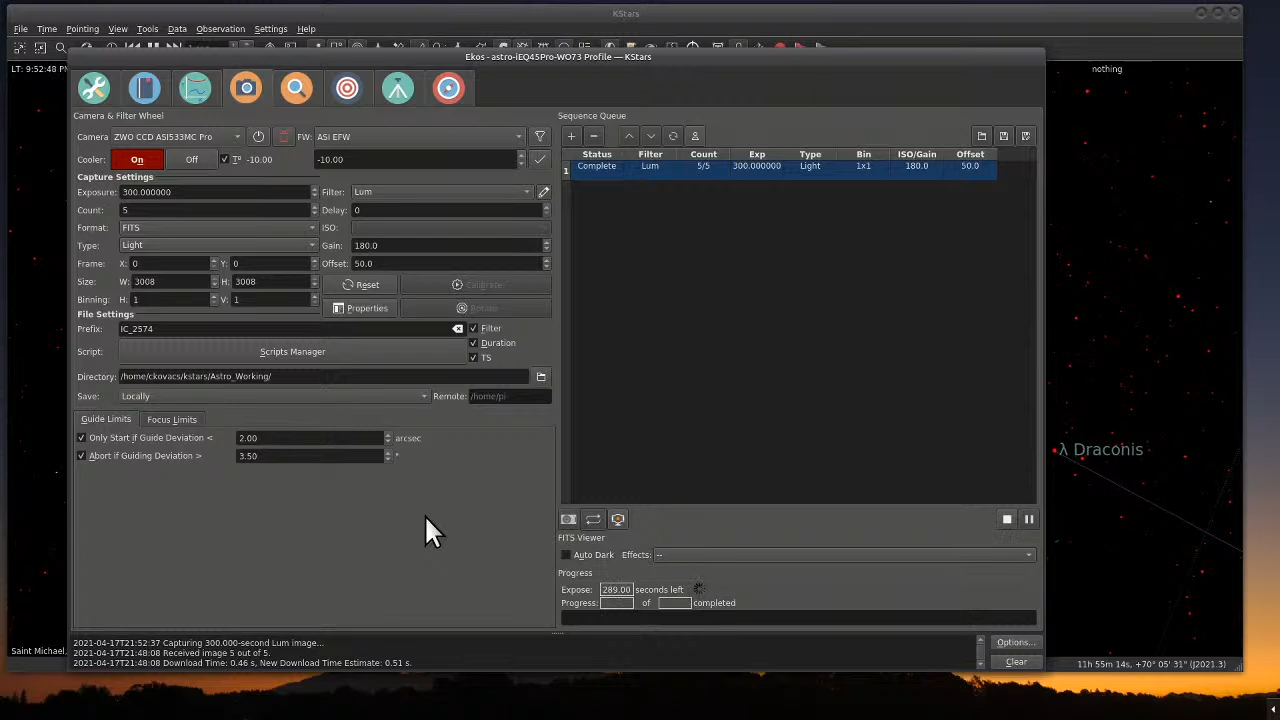 KStars
File Time Pointing View Tools Data Observation Settings Help
LT: 9:52:48 PM
nothing
Ekos - astro-iEQ45Pro-WO73 Profile — KStars
Camera & Filter Wheel
Camera ZWO CCD ASI533MC Pro FW: ASI EFW
Cooler: On Off Tº -10.00 -10.00
Capture Settings
Exposure: 300.000000 Filter: Lum
Count: 5 Delay: 0
Format: FITS ISO:
Type: Light Gain: 180.0
Frame: X: 0 Y: 0 Offset: 50.0
Size: W: 3008 H: 3008 Reset Calibrate
Binning: H: 1 V: 1 Properties Rotate
File Settings
Prefix: IC_2574 Filter
Duration
Script: Scripts Manager
TS
Directory: /home/ckovacs/kstars/Astro_Working/
Save: Locally Remote: /home/pi
Guide Limits Focus Limits
Only Start if Guide Deviation < 2.00 arcsec
Abort if Guiding Deviation > 3.50 "
Sequence Queue
Status Filter Count Exp Type Bin ISO/Gain Offset
1 Complete Lum 5/5 300.000000 Light 1x1 180.0 50.0
FITS Viewer
Auto Dark Effects: --
Progress
Expose: 289.00 seconds left
Progress: of completed
2021-04-17T21:52:37 Capturing 300.000-second Lum image...
2021-04-17T21:48:08 Received image 5 out of 5.
2021-04-17T21:48:08 Download Time: 0.46 s, New Download Time Estimate: 0.51 s.
Options...
Clear
λ Draconis
Saint Michael,
11h 55m 14s, +70° 05' 31" (J2021.3)